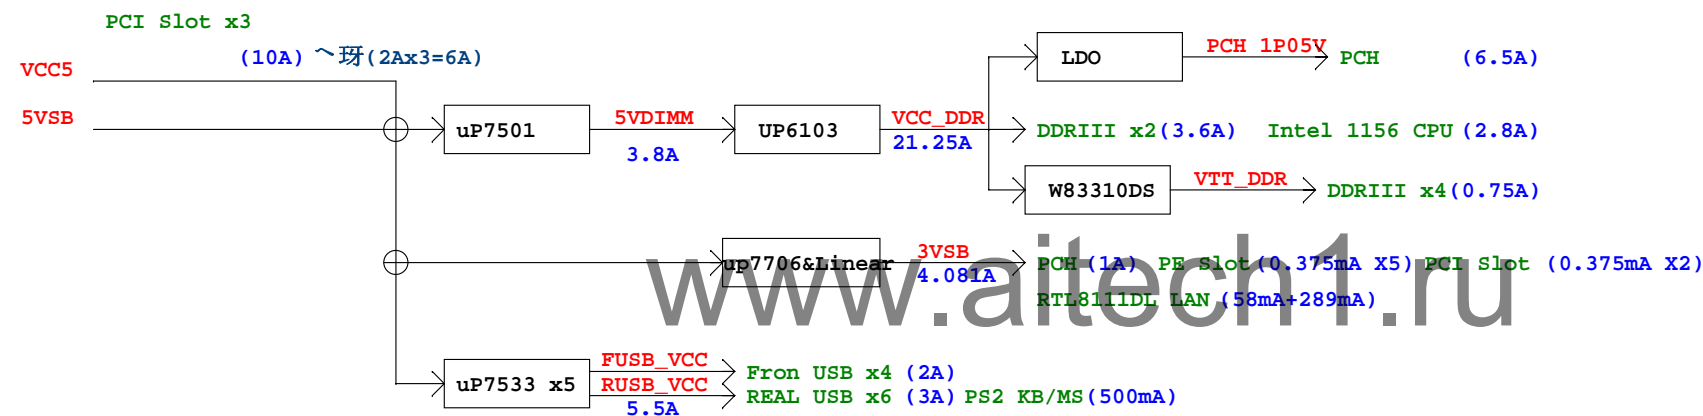 PCI Slot x3
(10A) へ玡(2Ax3=6A)
VCC5
5VSB
uP7501
5VDIMM
3.8A
UP6103
VCC_DDR
21.25A
LDO
PCH 1P05V
PCH (6.5A)
DDRIII x2(3.6A) Intel 1156 CPU (2.8A)
W83310DS
VTT_DDR
DDRIII x4(0.75A)
up7706&Linear
3VSB
4.081A
PCH (1A) PE Slot(0.375mA X5) PCI Slot (0.375mA X2)
RTL8111DL LAN (58mA+289mA)
www.aitech1.ru
uP7533 x5
FUSB_VCC
RUSB_VCC
5.5A
Fron USB x4 (2A)
REAL USB x6 (3A) PS2 KB/MS(500mA)